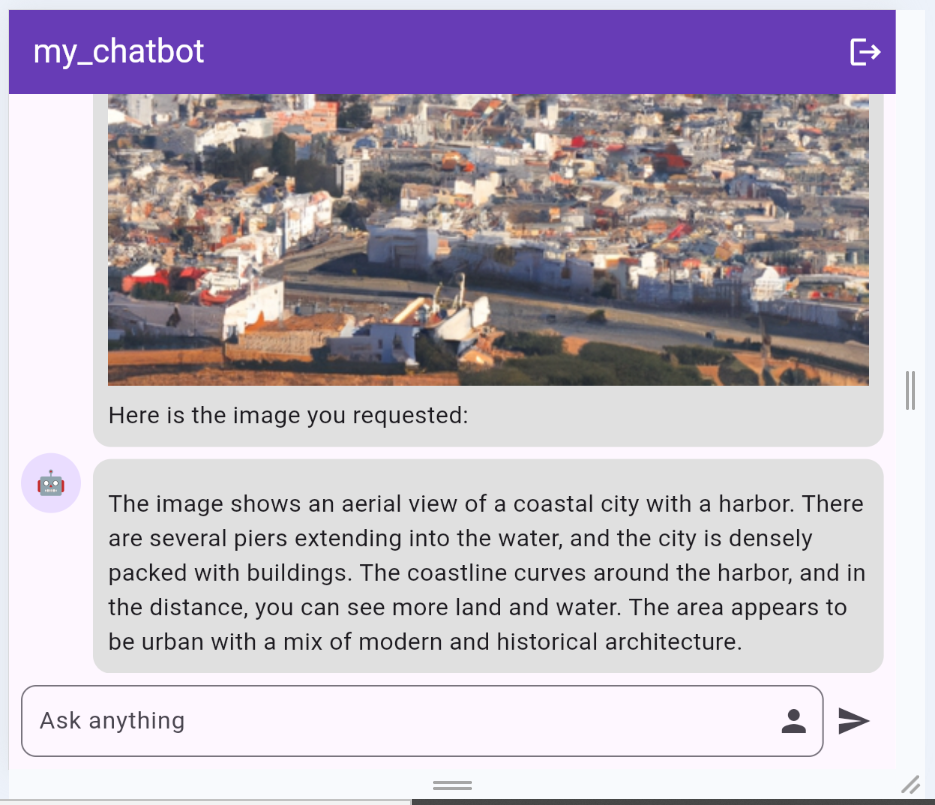 my_chatbot
Here is the image you requested:
The image shows an aerial view of a coastal city with a harbor. There
are several piers extending into the water, and the city is densely
packed with buildings. The coastline curves around the harbor, and in
the distance, you can see more land and water. The area appears to
be urban with a mix of modern and historical architecture.
Ask anything